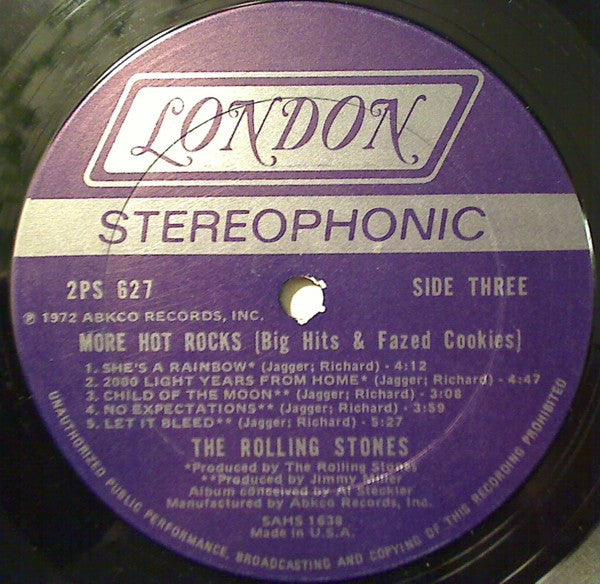 LONDON
STEREOPHONIC
2PS 627
SIDE THREE
℗ 1972 ABKCO RECORDS, INC.
MORE HOT ROCKS (Big Hits & Fazed Cookies)
1. SHE'S A RAINBOW* (Jagger; Richard) - 4:12
2. 2000 LIGHT YEARS FROM HOME* (Jagger; Richard) - 4:47
3. CHILD OF THE MOON** (Jagger; Richard) - 3:08
4. NO EXPECTATIONS** (Jagger; Richard) - 3:59
5. LET IT BLEED** (Jagger; Richard) - 5:27
THE ROLLING STONES
*Produced by The Rolling Stones
**Produced by Jimmy Miller
Album conceived by Al Steckler
Manufactured by Abkco Records, Inc.
SAHS 1638
Made in U.S.A.
UNAUTHORIZED PUBLIC PERFORMANCE, BROADCASTING AND COPYING OF THIS RECORDING PROHIBITED